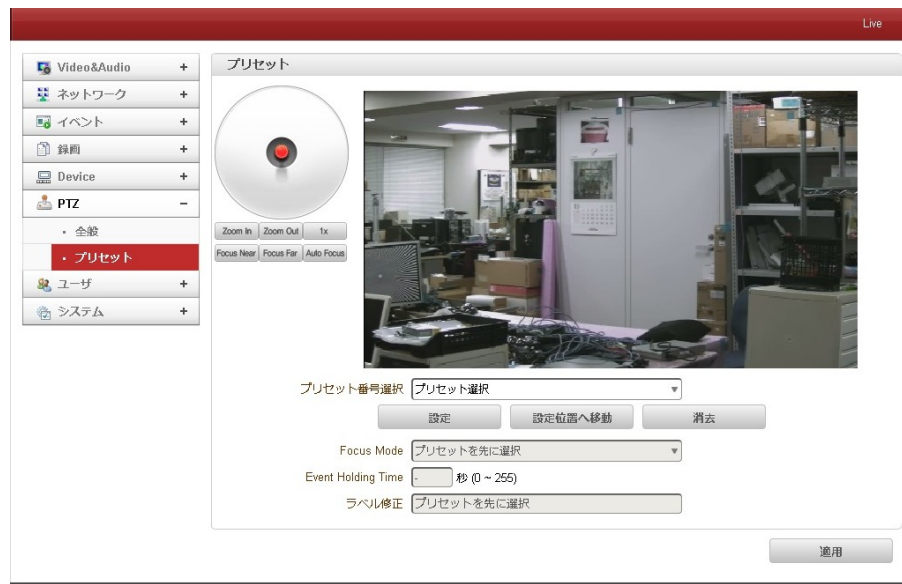 Live
Video&Audio +
ネットワーク +
イベント +
録画 +
Device +
PTZ -
・ 全般
・ プリセット
ユーザ +
システム +
プリセット
Zoom In Zoom Out 1x
Focus Near Focus Far Auto Focus
プリセット番号選択 プリセット選択
設定 設定位置へ移動 消去
Focus Mode プリセットを先に選択
Event Holding Time - 秒 (0 ~ 255)
ラベル修正 プリセットを先に選択
適用